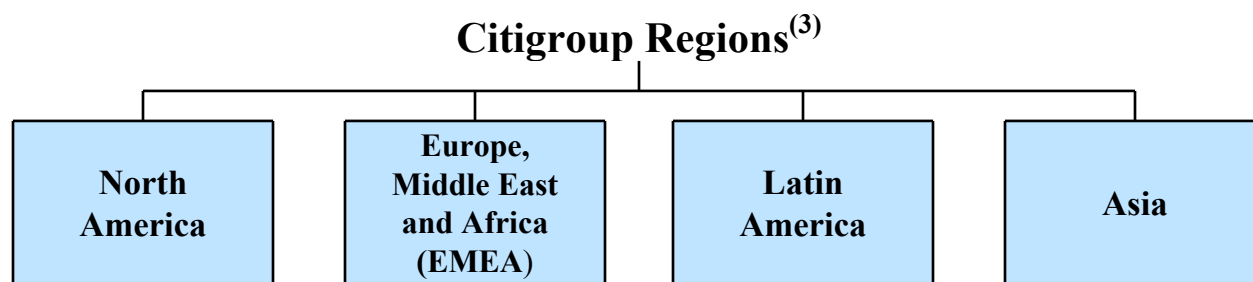 Citigroup Regions(3)
North
America
Europe,
Middle East
and Africa
(EMEA)
Latin
America
Asia